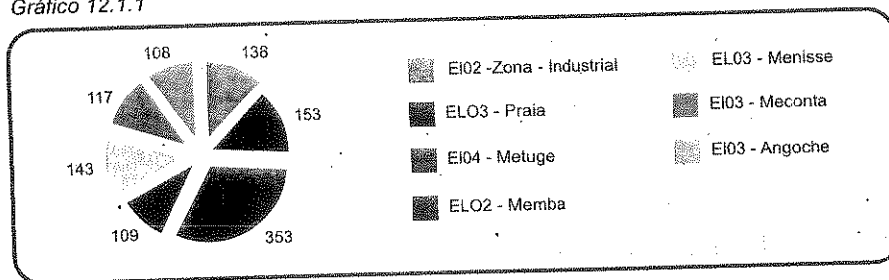 Gráfico 12.1.1
108
138
117
153
143
109
353
EI02 -Zona - Industrial
ELO3 - Praia
EI04 - Metuge
ELO2 - Memba
EL03 - Menisse
EI03 - Meconta
EI03 - Angoche